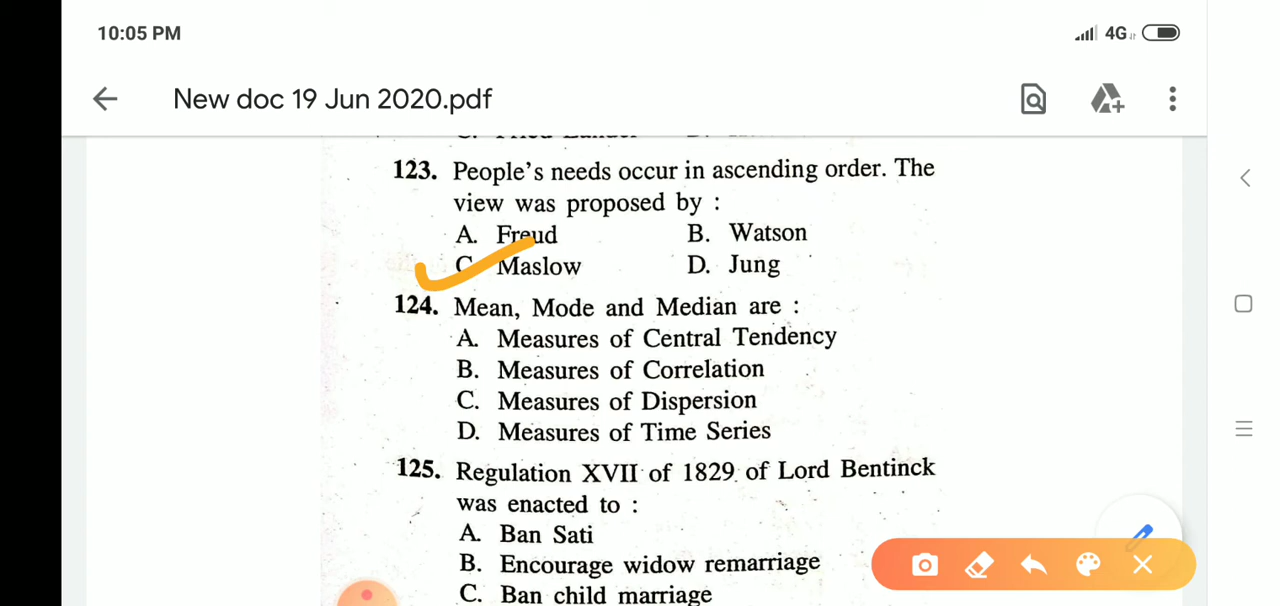 10:05 PM
4G
New doc 19 Jun 2020.pdf
123. People's needs occur in ascending order. The
view was proposed by :
A. Freud B. Watson
C. Maslow D. Jung
124. Mean, Mode and Median are :
A. Measures of Central Tendency
B. Measures of Correlation
C. Measures of Dispersion
D. Measures of Time Series
125. Regulation XVII of 1829 of Lord Bentinck
was enacted to :
A. Ban Sati
B. Encourage widow remarriage
C. Ban child marriage